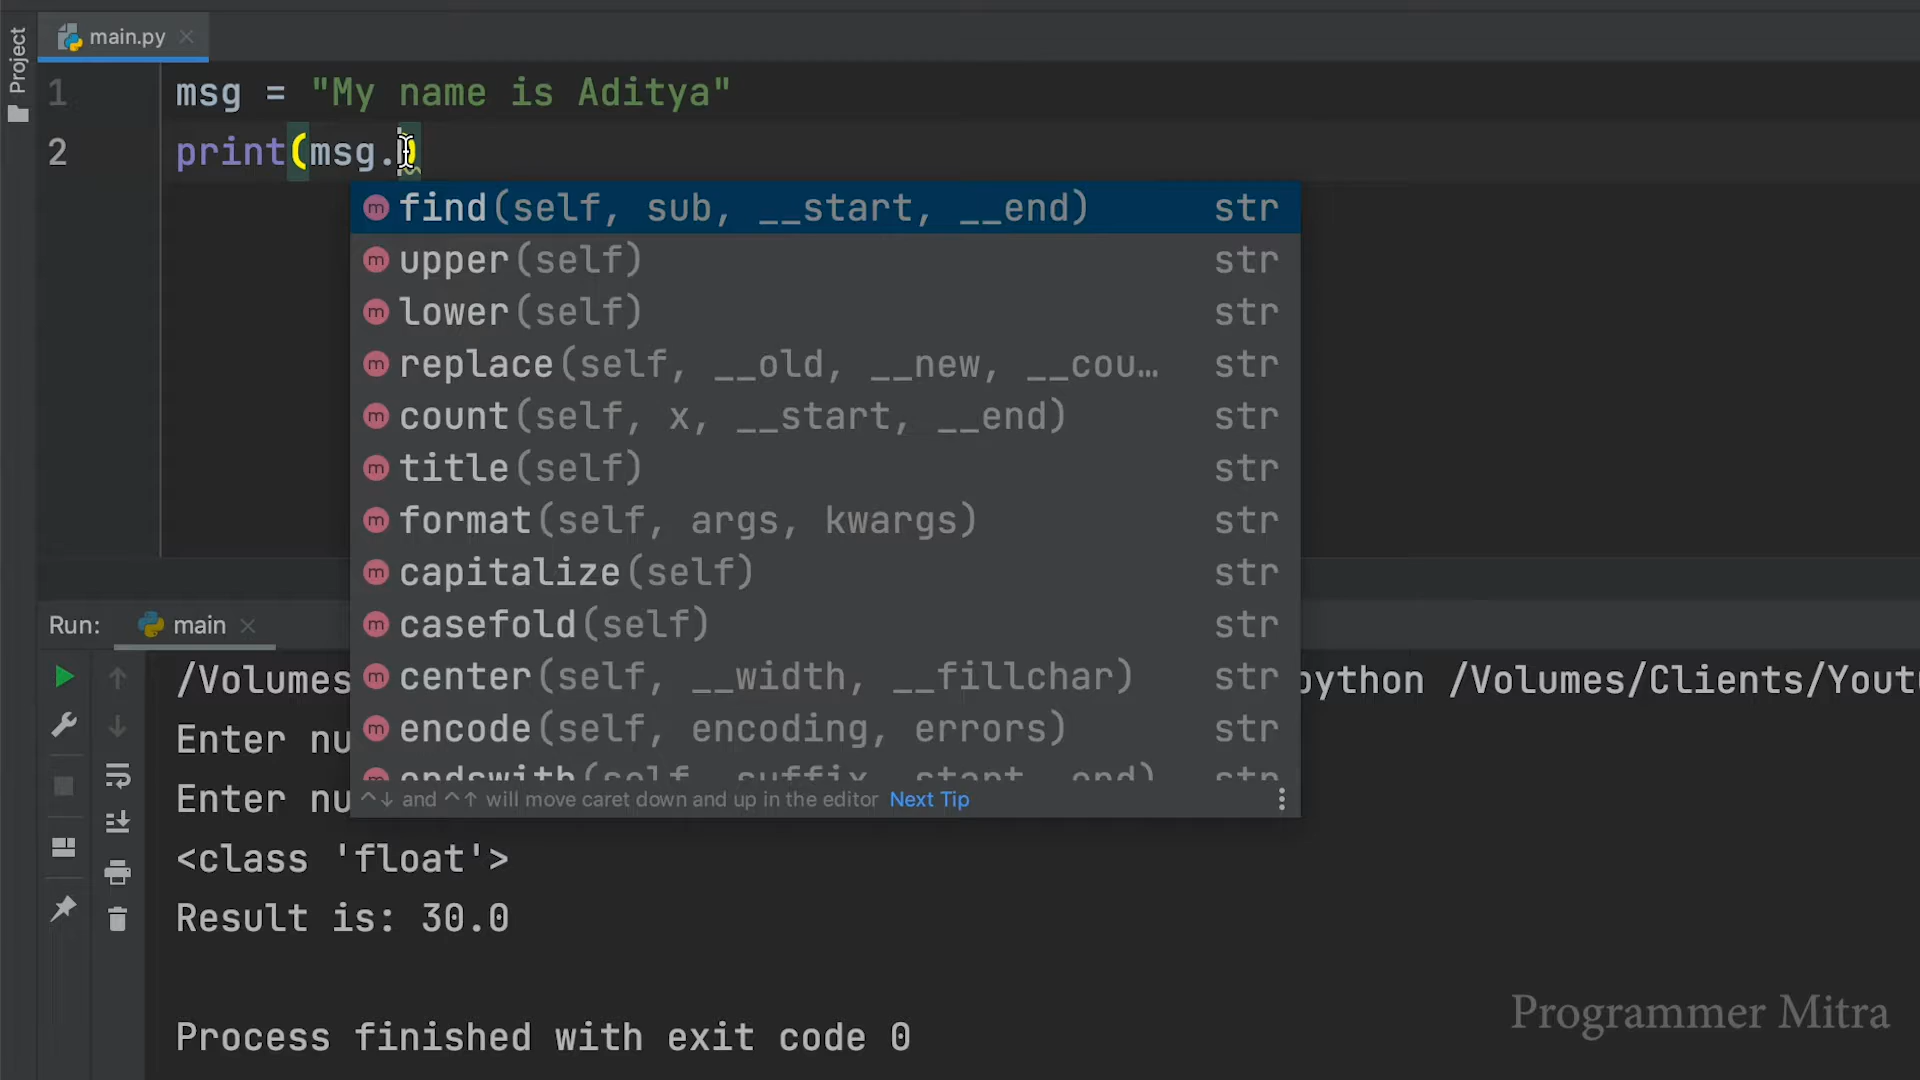 Project
main.py
1 msg = "My name is Aditya"
2 print(msg.)
find(self, sub, __start, __end) str
upper(self) str
lower(self) str
replace(self, __old, __new, __cou… str
count(self, x, __start, __end) str
title(self) str
format(self, args, kwargs) str
capitalize(self) str
casefold(self) str
center(self, __width, __fillchar) str
encode(self, encoding, errors) str
endswith(self, suffix, start, end) str
^↓ and ^↑ will move caret down and up in the editor Next Tip
Run: main
/Volumes python /Volumes/Clients/Yout
Enter nu
Enter nu
<class 'float'>
Result is: 30.0
Process finished with exit code 0
Programmer Mitra